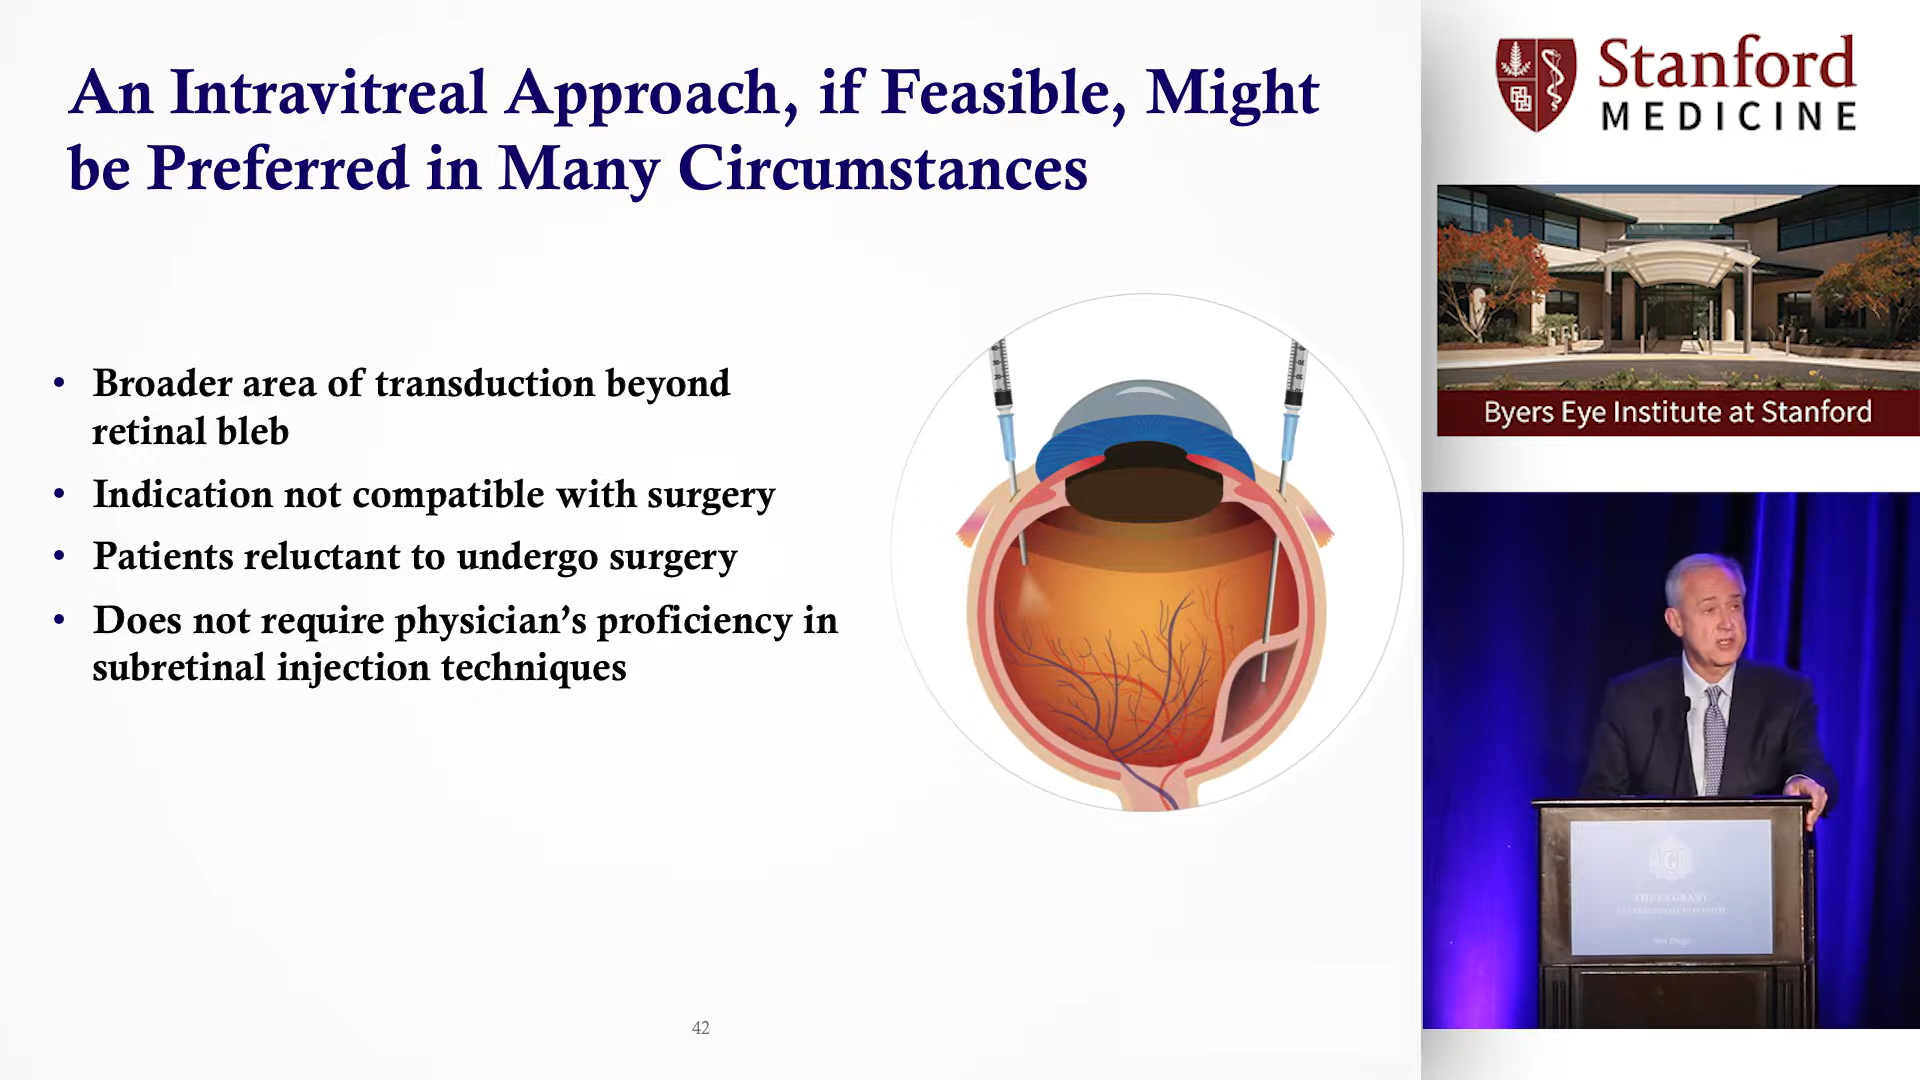 An Intravitreal Approach, if Feasible, Might
be Preferred in Many Circumstances
• Broader area of transduction beyond
retinal bleb
• Indication not compatible with surgery
• Patients reluctant to undergo surgery
• Does not require physician’s proficiency in
subretinal injection techniques
42
Stanford
MEDICINE
Byers Eye Institute at Stanford